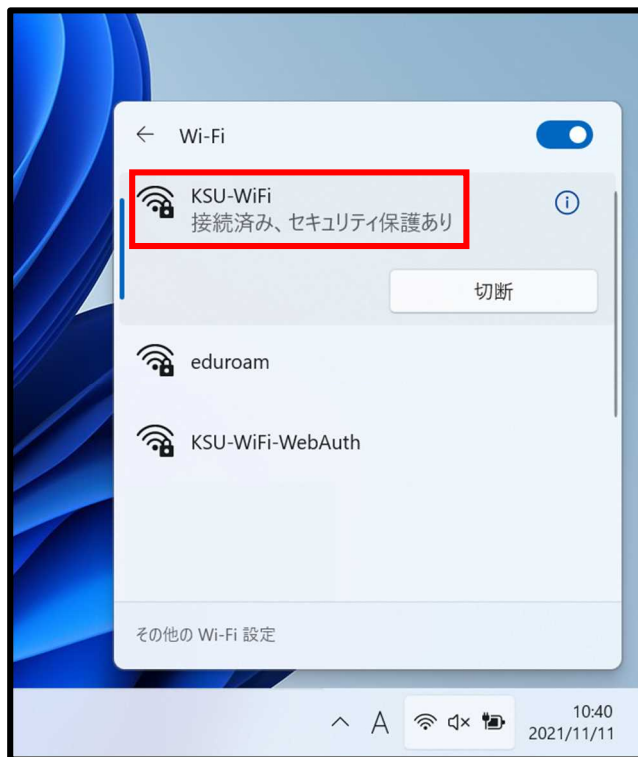 Wi-Fi
KSU-WiFi
接続済み、セキュリティ保護あり
切断
eduroam
KSU-WiFi-WebAuth
その他の Wi-Fi 設定
A
10:40
2021/11/11